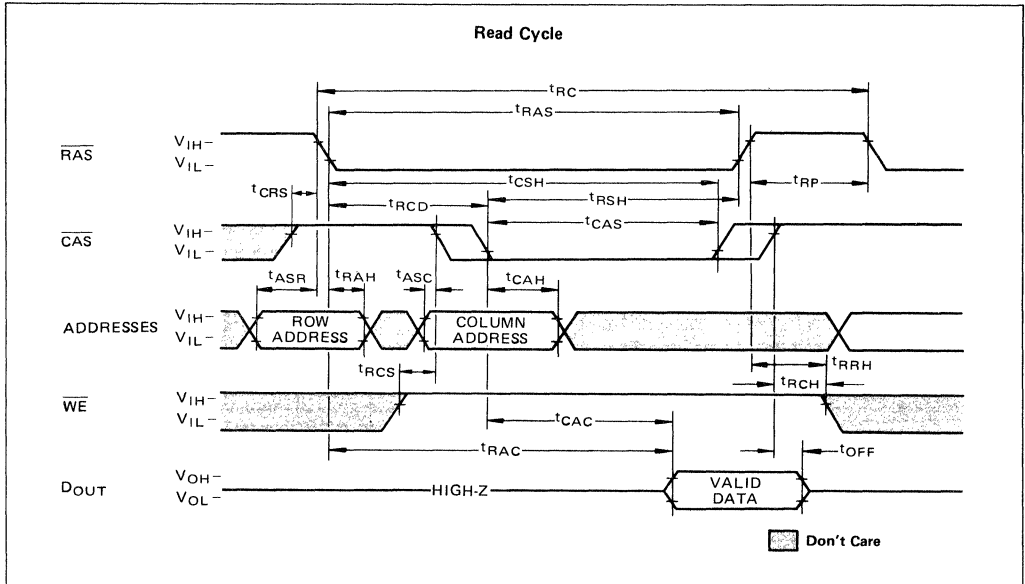 Read Cycle
tRC
tRAS
RAS
VIH–
VIL–
tCRS
tCSH
tRP
tRCD
tRSH
tCAS
CAS
VIH–
VIL–
tASR
tRAH
tASC
tCAH
ADDRESSES
VIH–
VIL–
ROW ADDRESS
COLUMN ADDRESS
tRCS
tRRH
tRCH
WE
VIH–
VIL–
tCAC
tRAC
tOFF
DOUT
VOH–
VOL–
HIGH-Z
VALID DATA
Don't Care